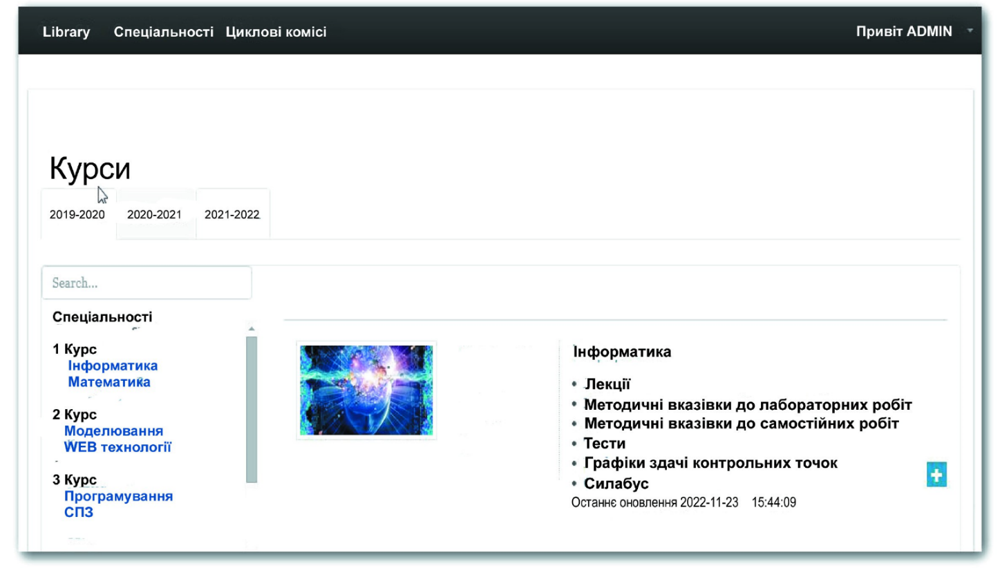 Library Спеціальності Циклові комісі Привіт ADMIN
Курси
2019-2020 2020-2021 2021-2022
Search...
Спеціальності
1 Курс
Інформатика
Математика
2 Курс
Моделювання
WEB технології
3 Курс
Програмування
СПЗ
Інформатика
• Лекції
• Методичні вказівки до лабораторних робіт
• Методичні вказівки до самостійних робіт
• Тести
• Графіки здачі контрольних точок
• Силабус
Останнє оновлення 2022-11-23 15:44:09